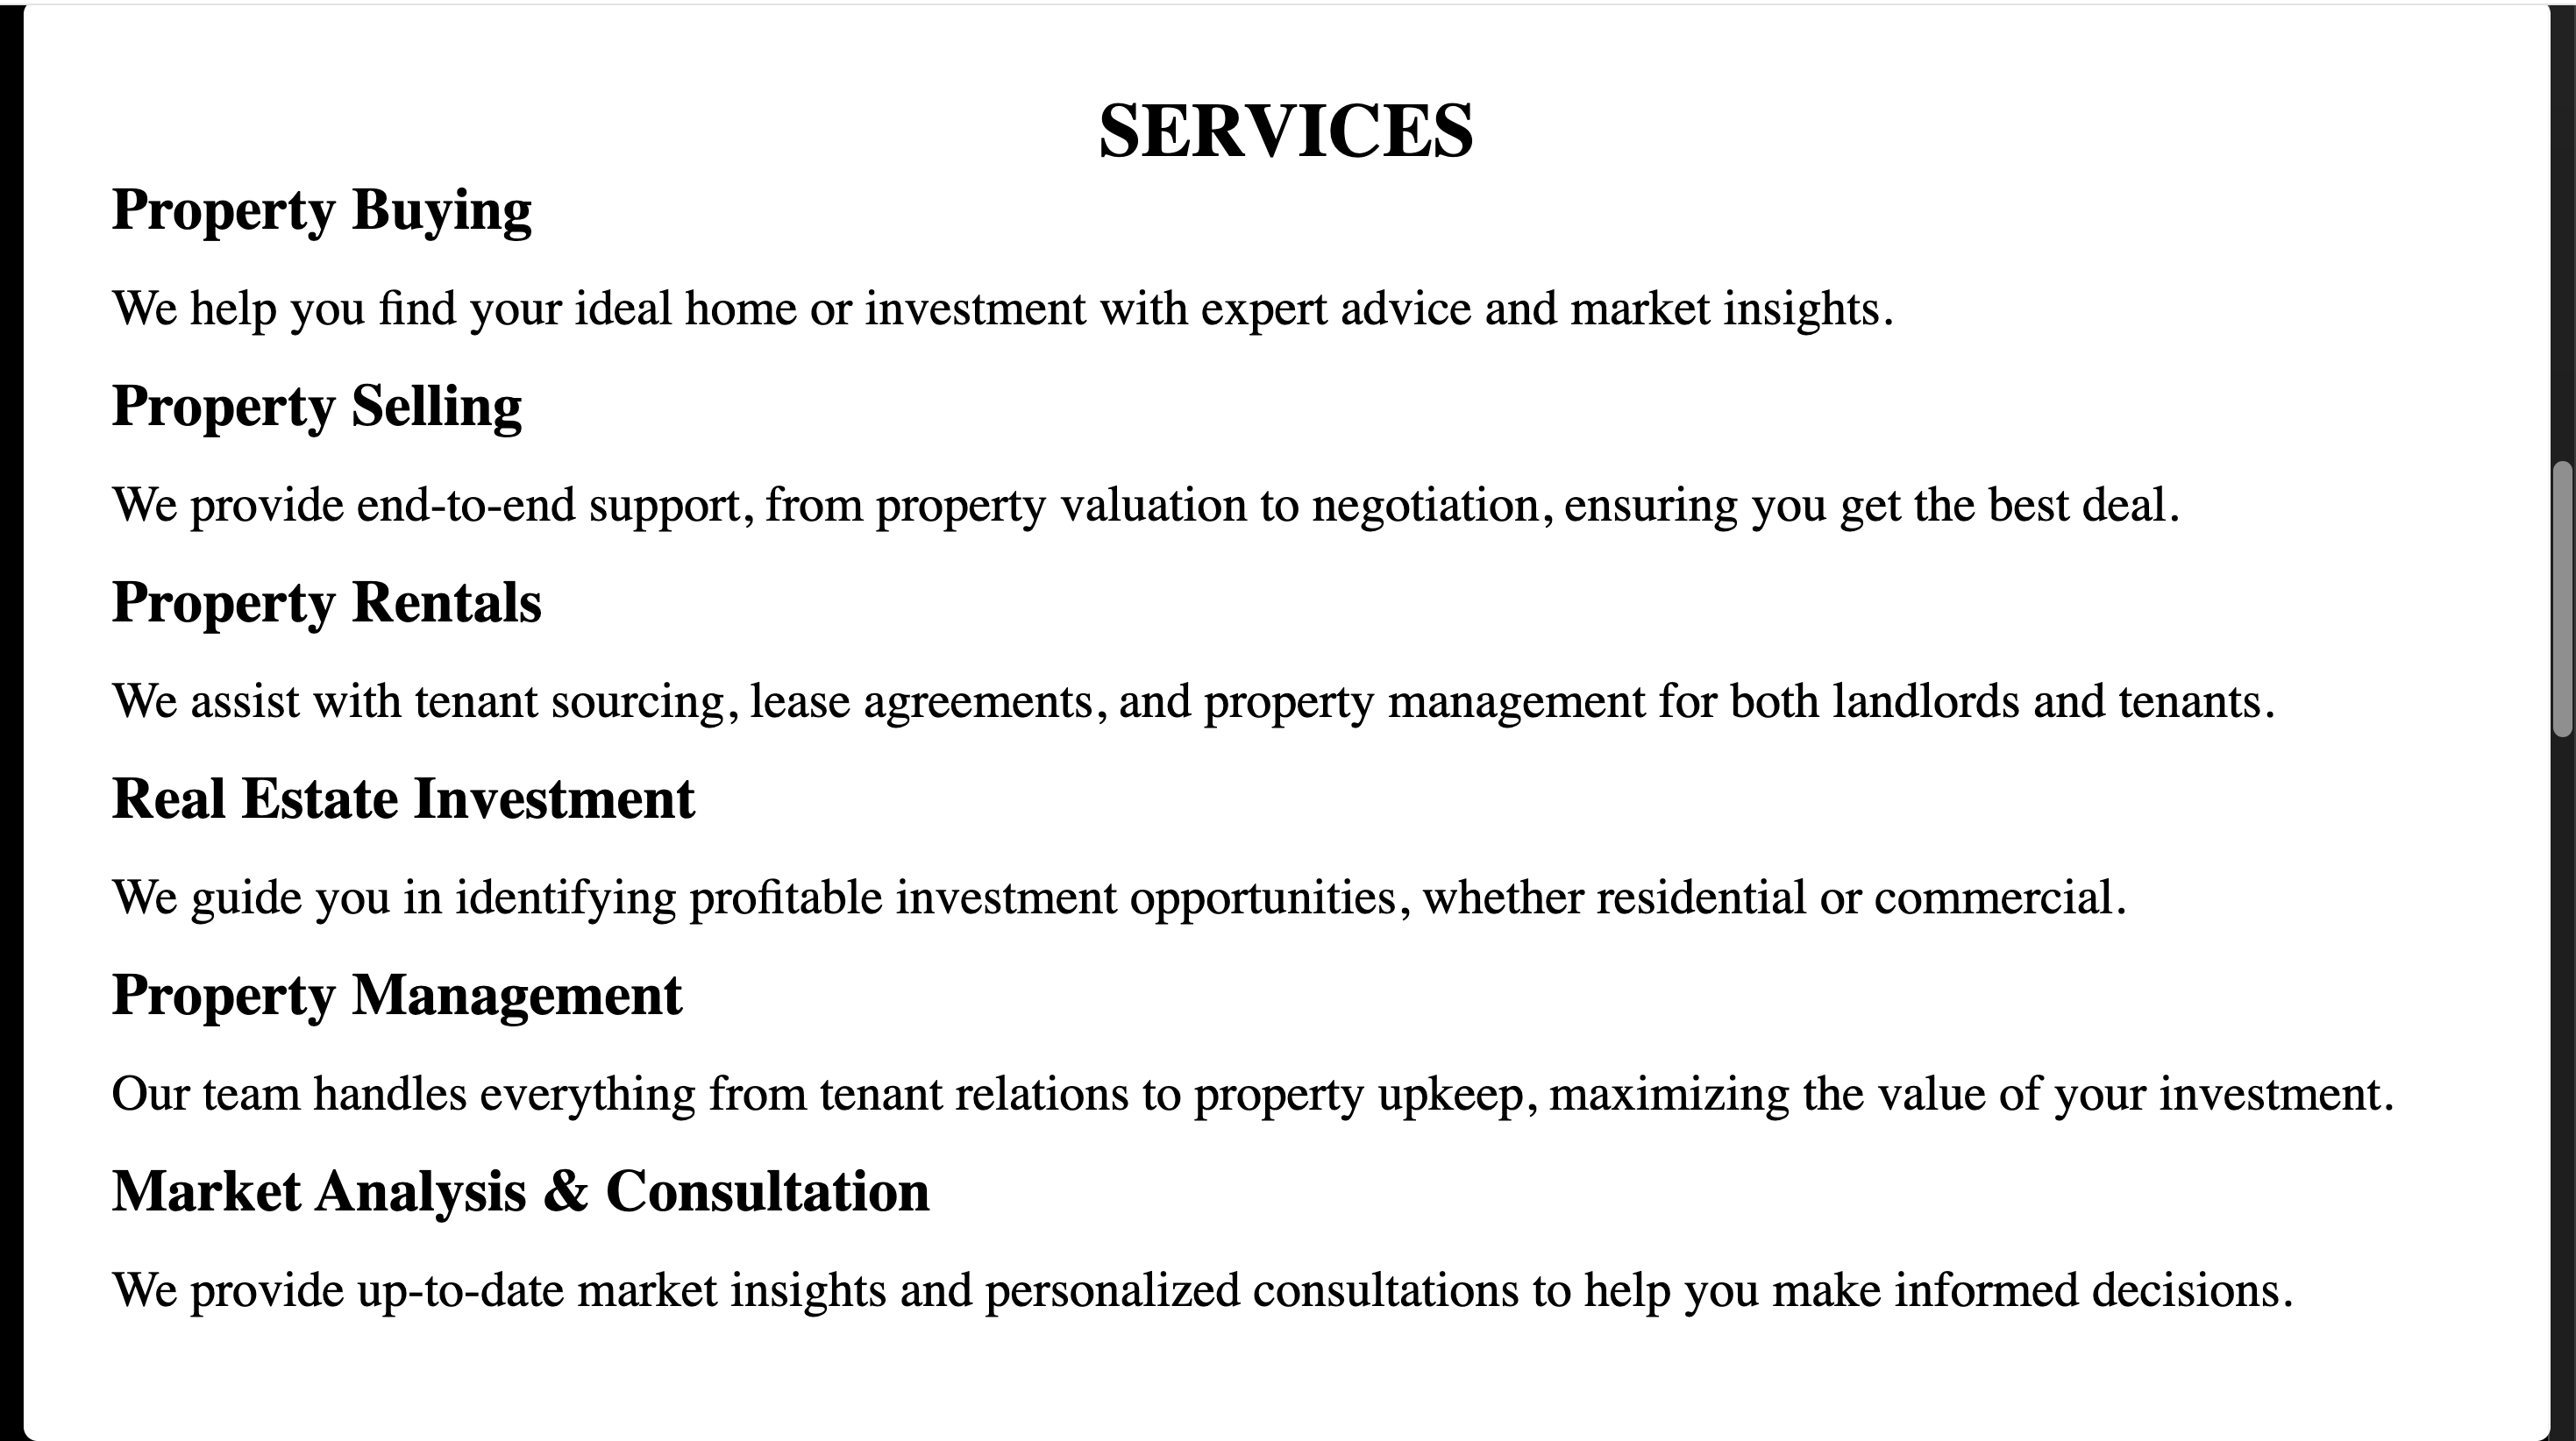 SERVICES
Property Buying
We help you find your ideal home or investment with expert advice and market insights.
Property Selling
We provide end-to-end support, from property valuation to negotiation, ensuring you get the best deal.
Property Rentals
We assist with tenant sourcing, lease agreements, and property management for both landlords and tenants.
Real Estate Investment
We guide you in identifying profitable investment opportunities, whether residential or commercial.
Property Management
Our team handles everything from tenant relations to property upkeep, maximizing the value of your investment.
Market Analysis & Consultation
We provide up-to-date market insights and personalized consultations to help you make informed decisions.